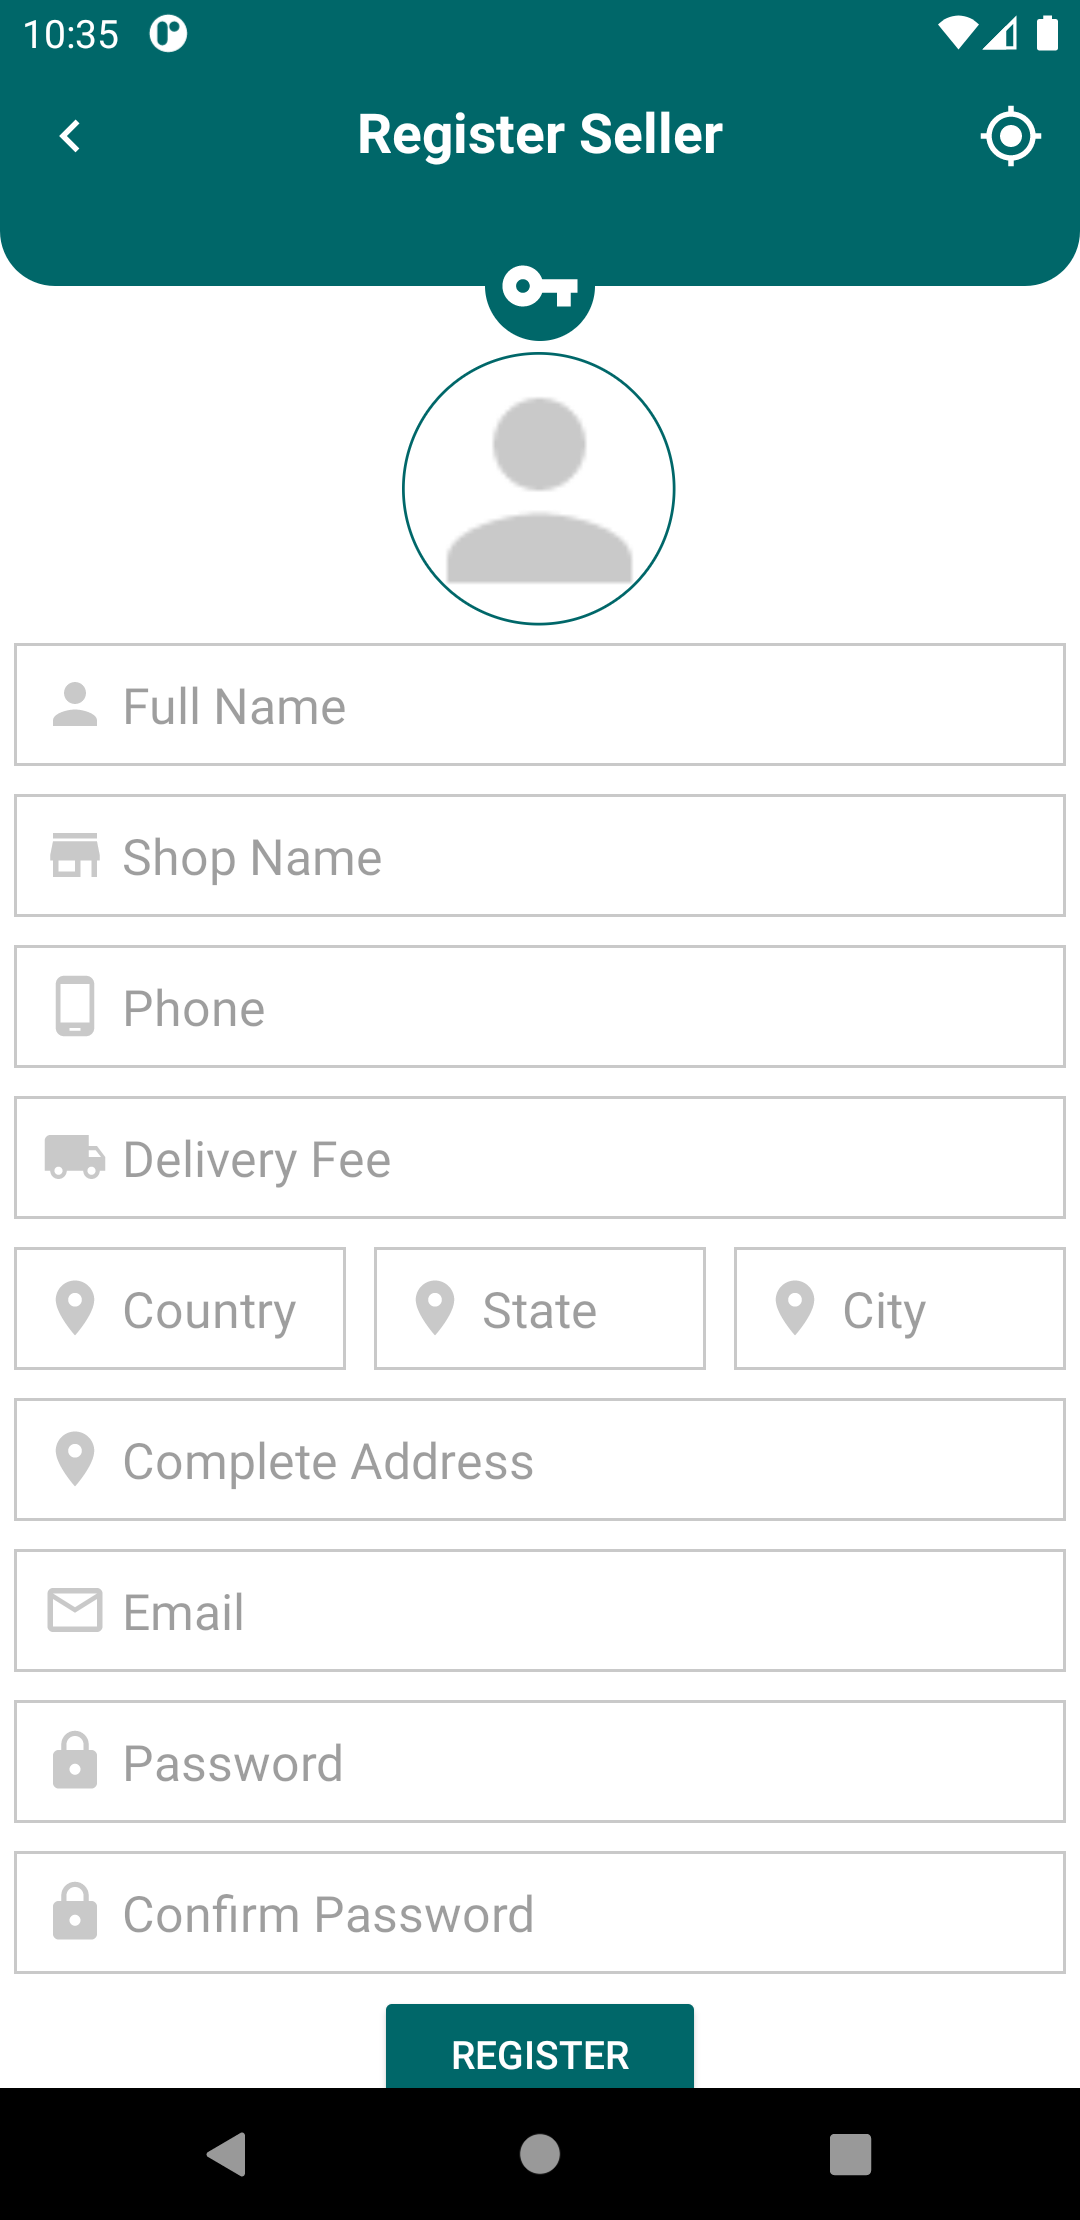 10:35
Register Seller
Full Name
Shop Name
Phone
Delivery Fee
Country State City
Complete Address
Email
Password
Confirm Password
REGISTER